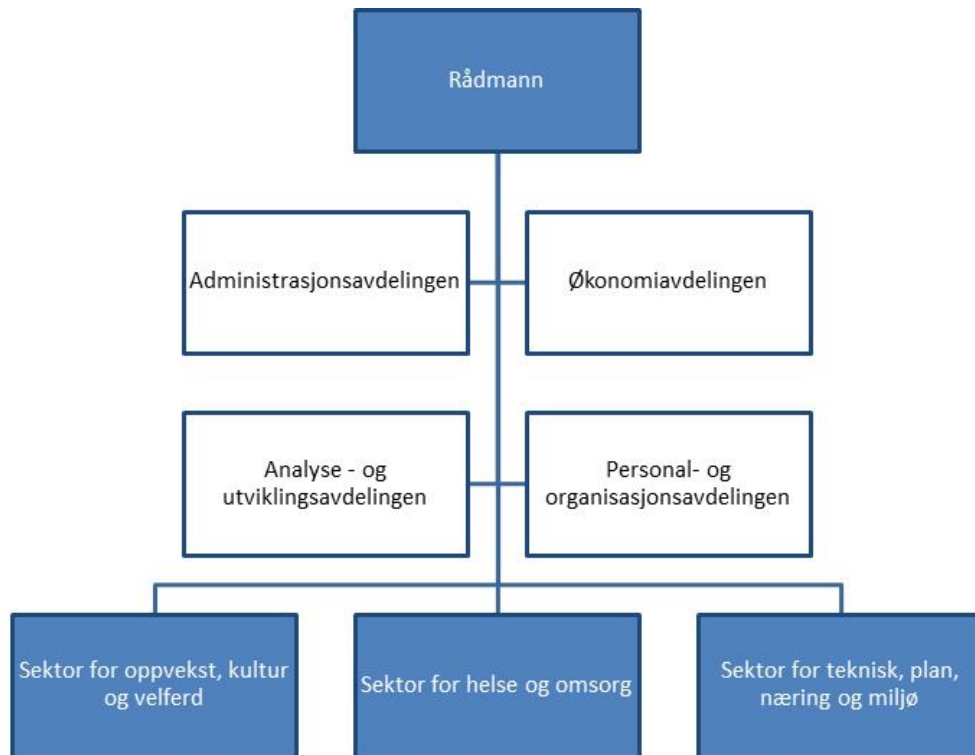 Rådmann
Administrasjonsavdelingen
Økonomiavdelingen
Analyse - og
utviklingsavdelingen
Personal- og
organisasjonsavdelingen
Sektor for oppvekst, kultur
og velferd
Sektor for helse og omsorg
Sektor for teknisk, plan,
næring og miljø